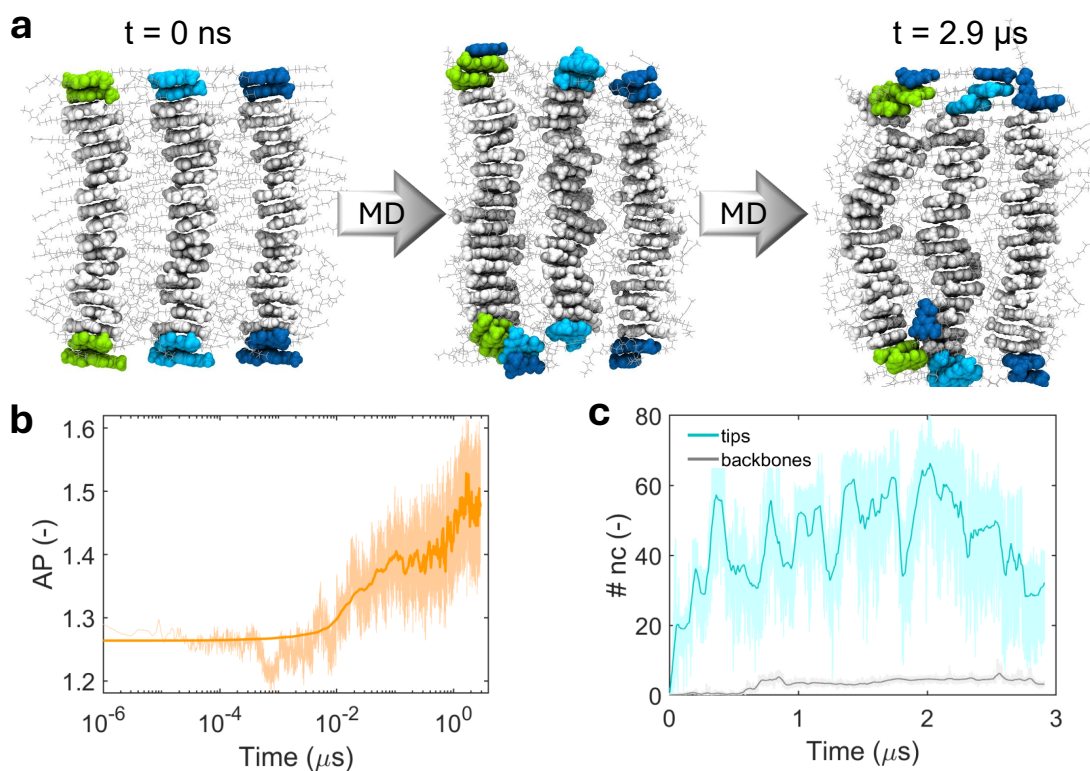 a
t = 0 ns
t = 2.9 µs
MD
MD
b
1.6
1.5
1.4
1.3
1.2
AP (-)
10^-6
10^-4
10^-2
10^0
Time (µs)
c
80
60
40
20
0
# nc (-)
tips
backbones
0
1
2
3
Time (µs)